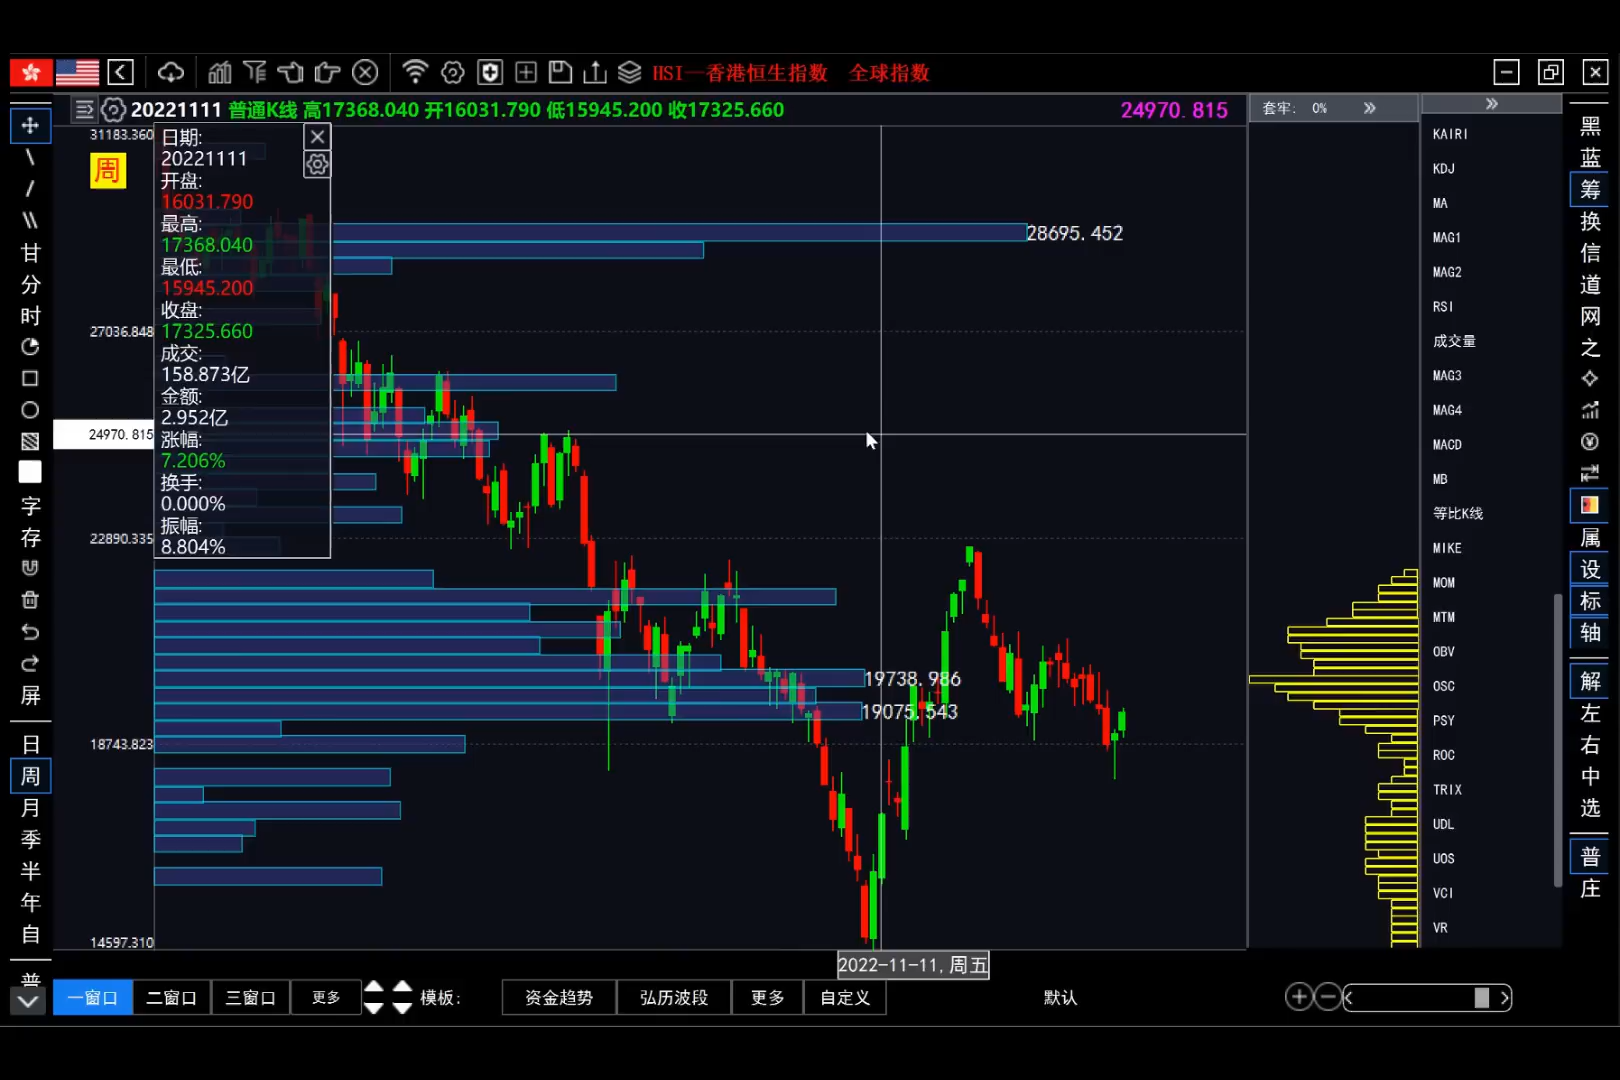 HSI—香港恒生指数 全球指数
20221111 普通K线 高17368.040 开16031.790 低15945.200 收17325.660
24970.815
套牢: 0%
31183.360
27036.848
24970.815
22890.335
18743.823
14597.310
周
日期:
20221111
开盘:
16031.790
最高:
17368.040
最低:
15945.200
收盘:
17325.660
成交:
158.873亿
金额:
2.952亿
涨幅:
7.206%
换手:
0.000%
振幅:
8.804%
28695.452
19738.986
19075.543
2022-11-11,周五
甘
分
时
字
存
屏
日
周
月
季
半
年
自
普
KAIRI
KDJ
MA
MAG1
MAG2
RSI
成交量
MAG3
MAG4
MACD
MB
等比K线
MIKE
MOM
MTM
OBV
OSC
PSY
ROC
TRIX
UDL
UOS
VCI
VR
黑
蓝
筹
换
信
道
网
之
属
设
标
轴
解
左
右
中
选
普
庄
一窗口 二窗口 三窗口 更多 模板: 资金趋势 弘历波段 更多 自定义 默认